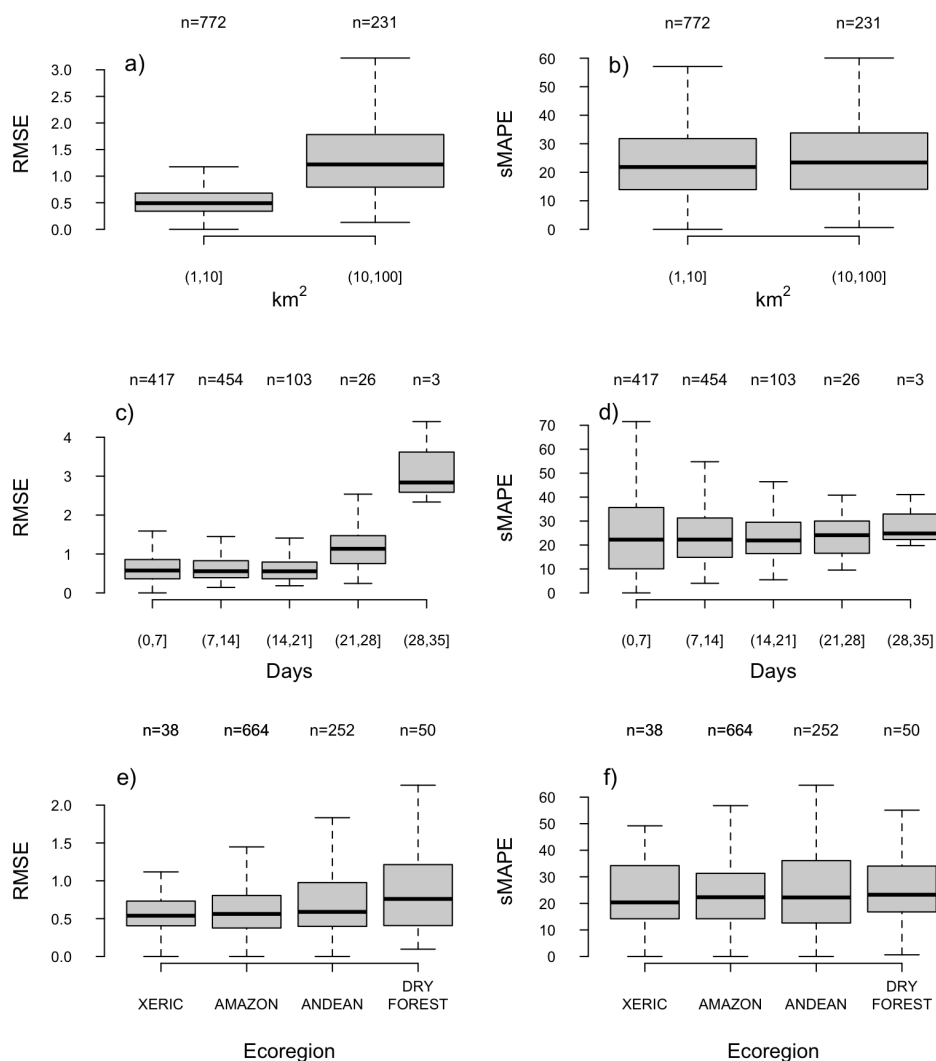 n=772 n=231
a)
RMSE
3.0
2.5
2.0
1.5
1.0
0.5
0.0
(1,10] (10,100]
km²
n=772 n=231
b)
sMAPE
60
50
40
30
20
10
0
(1,10] (10,100]
km²
n=417 n=454 n=103 n=26 n=3
c)
RMSE
4
3
2
1
0
(0,7] (7,14] (14,21] (21,28] (28,35]
Days
n=417 n=454 n=103 n=26 n=3
d)
sMAPE
70
60
50
40
30
20
10
0
(0,7] (7,14] (14,21] (21,28] (28,35]
Days
n=38 n=664 n=252 n=50
e)
RMSE
2.0
1.5
1.0
0.5
0.0
XERIC AMAZON ANDEAN DRY
FOREST
Ecoregion
n=38 n=664 n=252 n=50
f)
sMAPE
60
50
40
30
20
10
0
XERIC AMAZON ANDEAN DRY
FOREST
Ecoregion